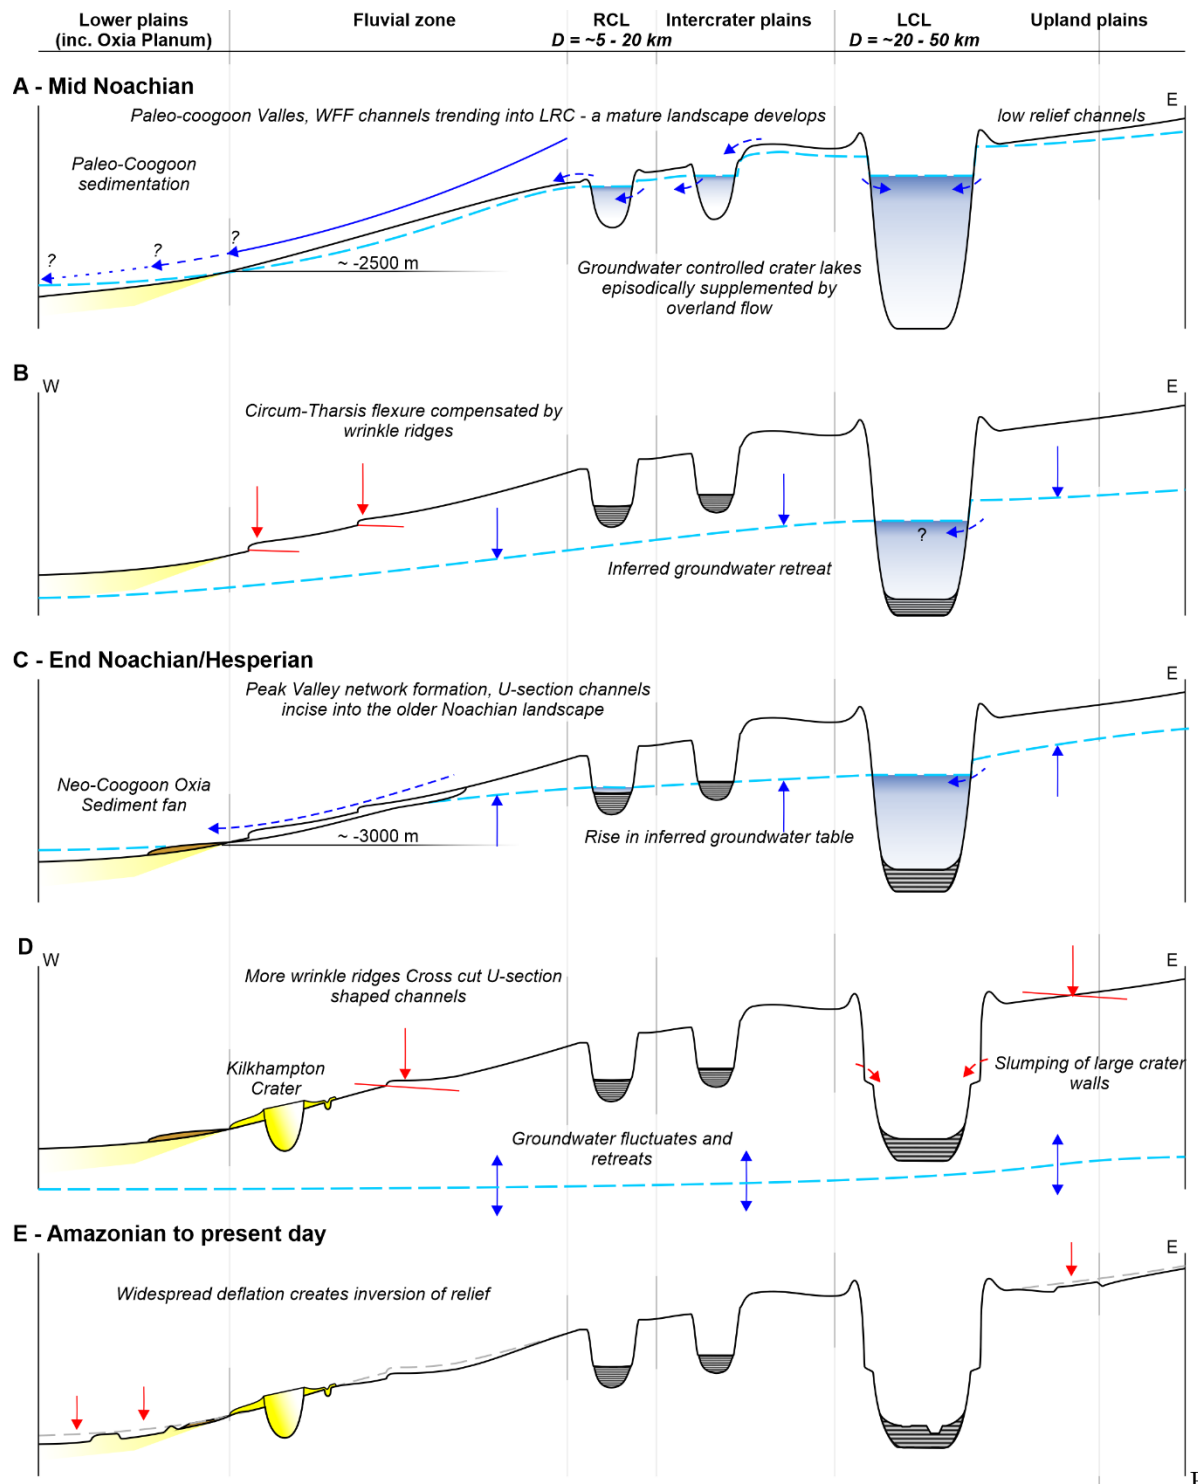 Lower plains
(inc. Oxia Planum)
Fluvial zone
RCL
D = ~5 - 20 km
Intercrater plains
LCL
D = ~20 - 50 km
Upland plains
A - Mid Noachian
E
Paleo-coogoon Valles, WFF channels trending into LRC - a mature landscape develops
low relief channels
Paleo-Coogoon
sedimentation
?
?
?
~ -2500 m
Groundwater controlled crater lakes
episodically supplemented by
overland flow
B
W
E
Circum-Tharsis flexure compensated by
wrinkle ridges
?
Inferred groundwater retreat
C - End Noachian/Hesperian
E
Peak Valley network formation, U-section channels
incise into the older Noachian landscape
Neo-Coogoon Oxia
Sediment fan
~ -3000 m
Rise in inferred groundwater table
D
W
E
More wrinkle ridges Cross cut U-section
shaped channels
Kilkhampton
Crater
Slumping of large crater
walls
Groundwater fluctuates and
retreats
E - Amazonian to present day
E
Widespread deflation creates inversion of relief